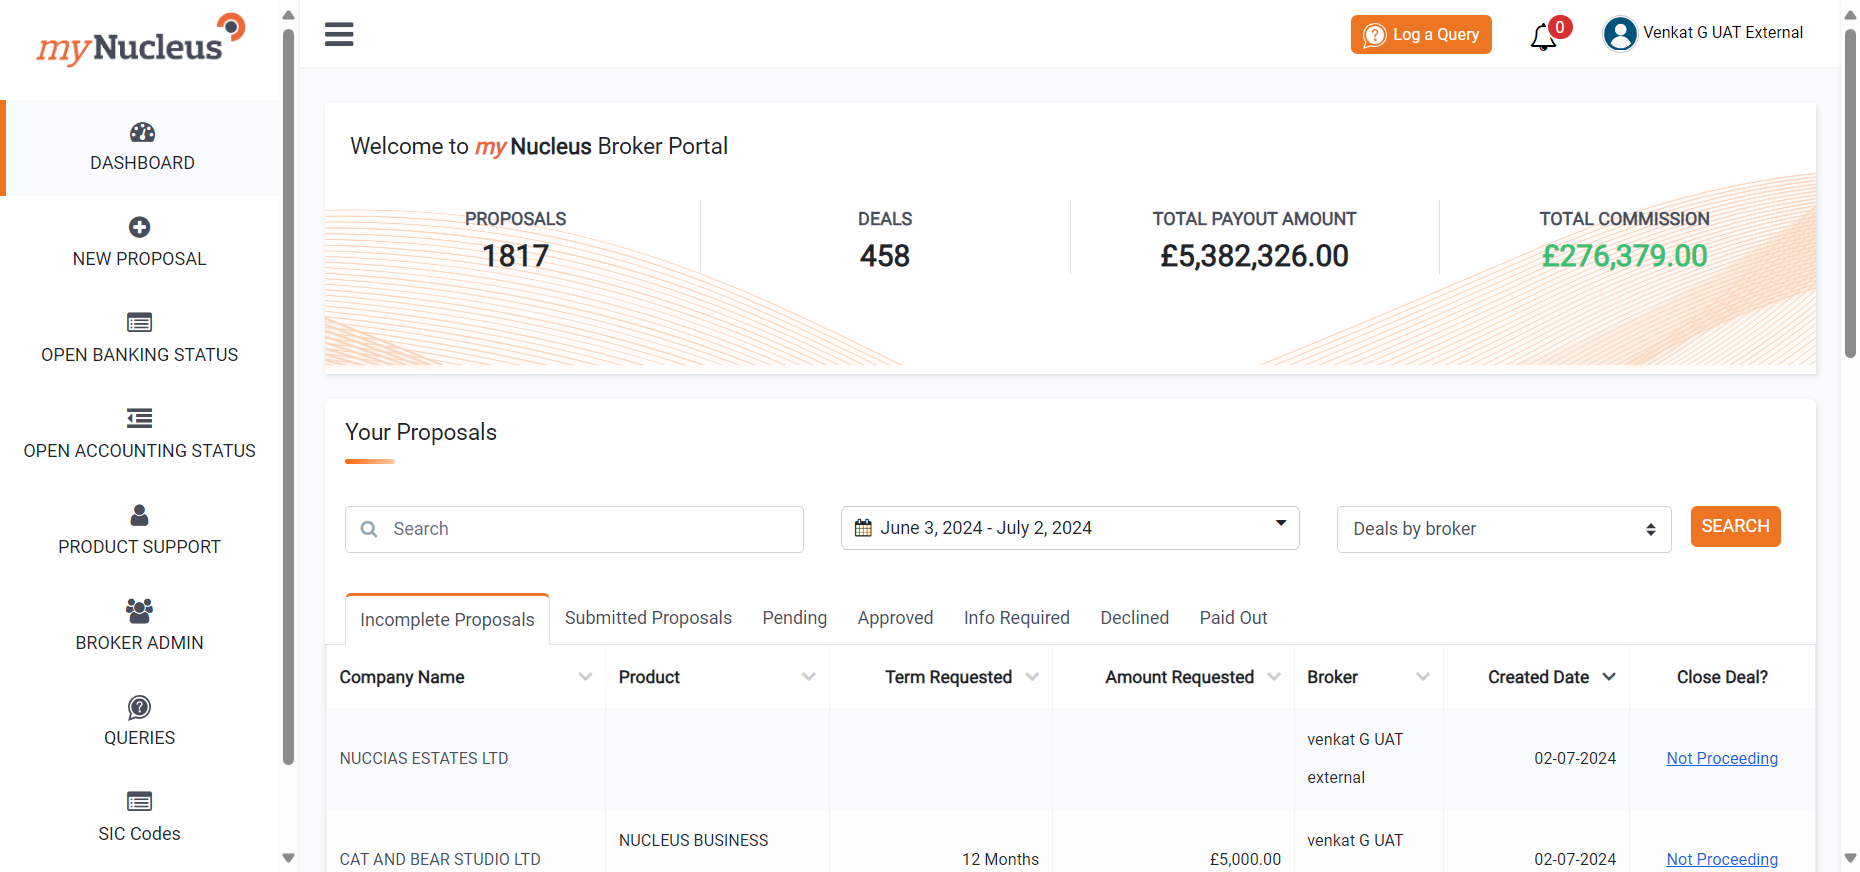 myNucleus
Log a Query
0
Venkat G UAT External
DASHBOARD
NEW PROPOSAL
OPEN BANKING STATUS
OPEN ACCOUNTING STATUS
PRODUCT SUPPORT
BROKER ADMIN
QUERIES
SIC Codes
Welcome to my Nucleus Broker Portal
PROPOSALS
1817
DEALS
458
TOTAL PAYOUT AMOUNT
£5,382,326.00
TOTAL COMMISSION
£276,379.00
Your Proposals
Search
June 3, 2024 - July 2, 2024
Deals by broker
SEARCH
Incomplete Proposals Submitted Proposals Pending Approved Info Required Declined Paid Out
Company Name Product Term Requested Amount Requested Broker Created Date Close Deal?
NUCCIAS ESTATES LTD
venkat G UAT
external
02-07-2024
Not Proceeding
CAT AND BEAR STUDIO LTD
NUCLEUS BUSINESS
12 Months
£5,000.00
venkat G UAT
02-07-2024
Not Proceeding